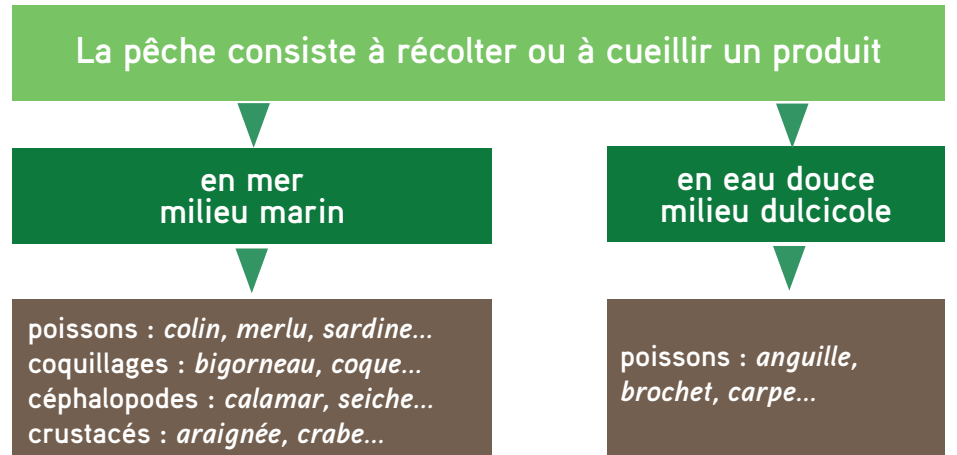 La pêche consiste à récolter ou à cueillir un produit
en mer
milieu marin
en eau douce
milieu dulcicole
poissons : colin, merlu, sardine...
coquillages : bigorneau, coque...
céphalopodes : calamar, seiche...
crustacés : araignée, crabe...
poissons : anguille,
brochet, carpe...